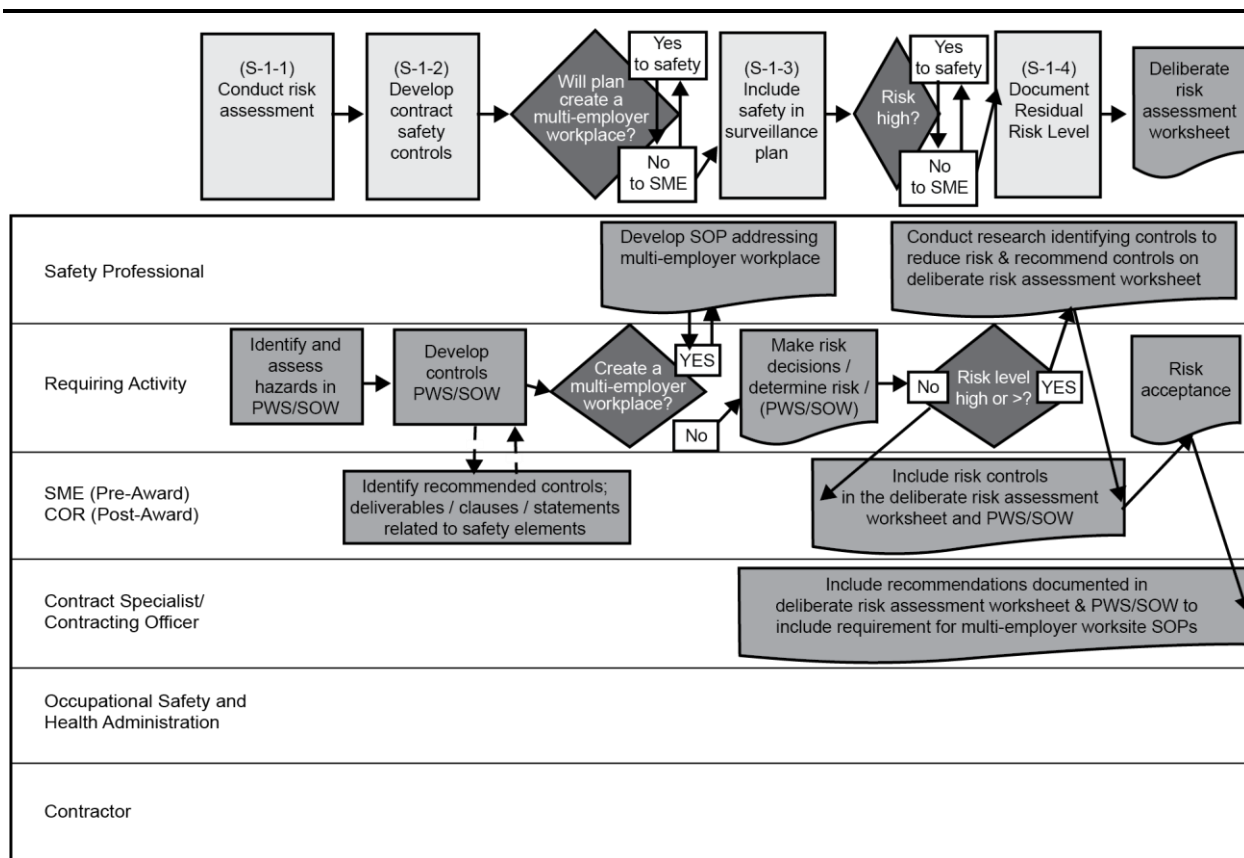 (S-1-1)
Conduct risk
assessment
(S-1-2)
Develop
contract
safety
controls
Will plan
create a
multi-employer
workplace?
Yes
to safety
No
to SME
(S-1-3)
Include
safety in
surveillance
plan
Risk
high?
Yes
to safety
No
to SME
(S-1-4)
Document
Residual
Risk Level
Deliberate
risk
assessment
worksheet
Safety Professional
Develop SOP addressing
multi-employer workplace
Conduct research identifying controls to
reduce risk & recommend controls on
deliberate risk assessment worksheet
Requiring Activity
Identify and
assess
hazards in
PWS/SOW
Develop
controls
PWS/SOW
Create a
multi-employer
workplace?
YES
No
Make risk
decisions /
determine risk /
(PWS/SOW)
No
Risk level
high or >?
YES
Risk
acceptance
SME (Pre-Award)
COR (Post-Award)
Identify recommended controls;
deliverables / clauses / statements
related to safety elements
Include risk controls
in the deliberate risk assessment
worksheet and PWS/SOW
Contract Specialist/
Contracting Officer
Include recommendations documented in
deliberate risk assessment worksheet & PWS/SOW to
include requirement for multi-employer worksite SOPs
Occupational Safety and
Health Administration
Contractor